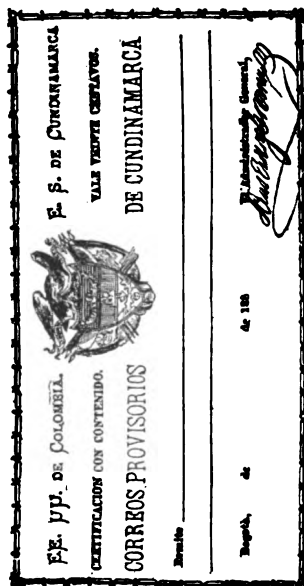 EE. UU. DE COLOMBIA. E. S. DE CUNDINAMARCA
CERTIFICACION CON CONTENIDO. VALE VEINTE CENTAVOS.
CORREOS PROVISORIOS DE CUNDINAMARCA
Remite
Bogotá, de de 188
El Administrador General,